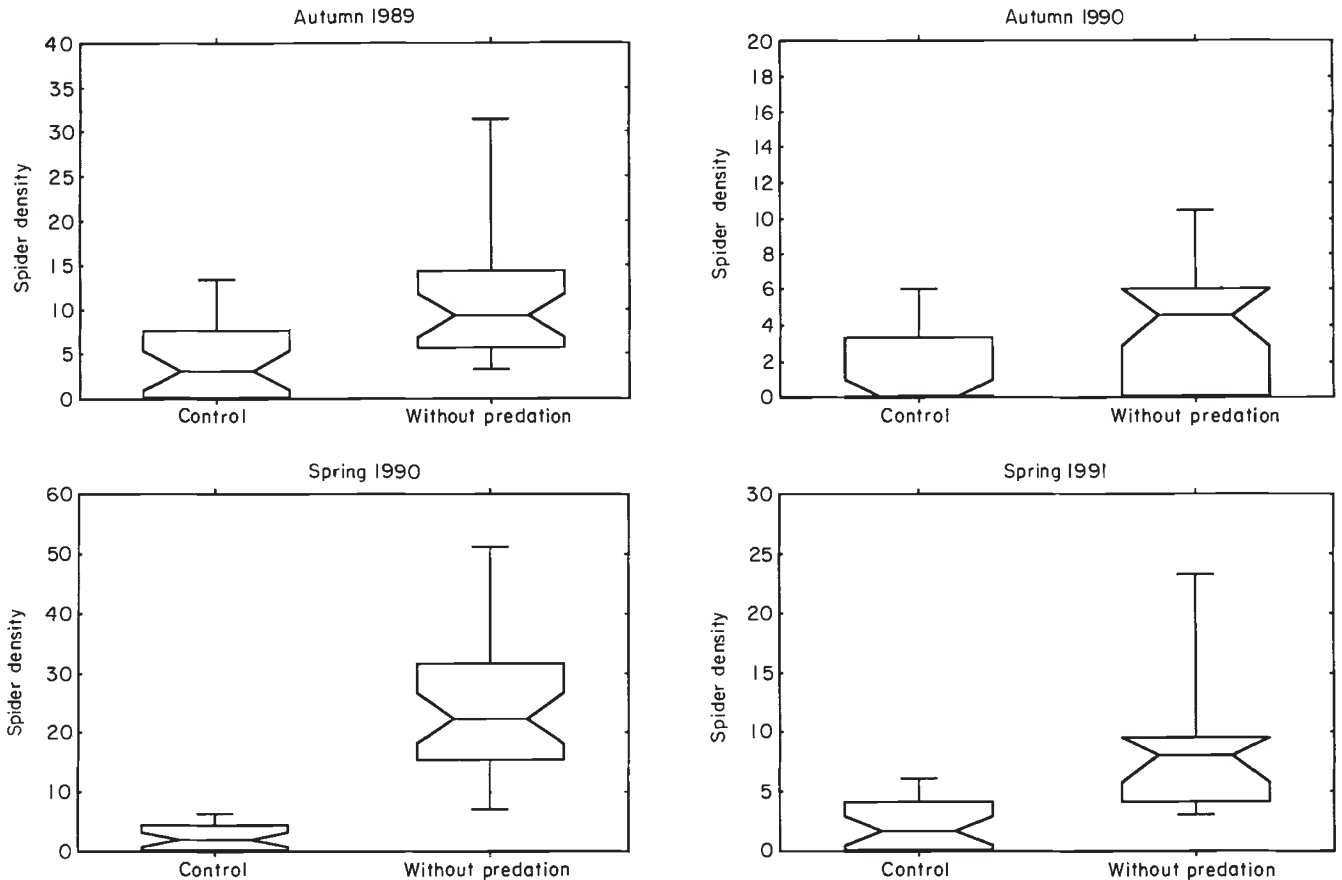 Autumn 1989
40
35
30
25
20
15
10
5
0
Spider density
Control Without predation
Autumn 1990
20
18
16
14
12
10
8
6
4
2
0
Spider density
Control Without predation
Spring 1990
60
50
40
30
20
10
0
Spider density
Control Without predation
Spring 1991
30
25
20
15
10
5
0
Spider density
Control Without predation